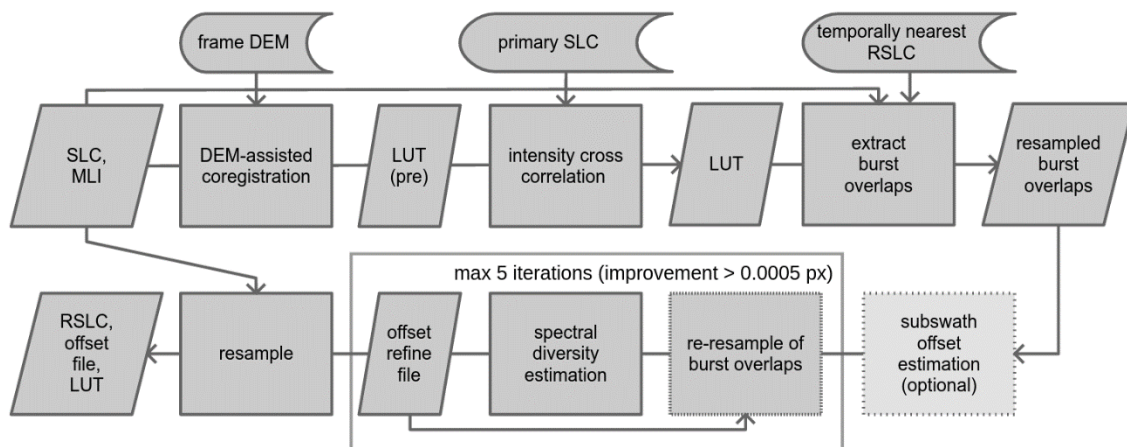 frame DEM
primary SLC
temporally nearest
RSLC
SLC,
MLI
DEM-assisted
coregistration
LUT
(pre)
intensity cross
correlation
LUT
extract
burst
overlaps
resampled
burst
overlaps
max 5 iterations (improvement > 0.0005 px)
RSLC,
offset
file,
LUT
resample
offset
refine
file
spectral
diversity
estimation
re-resample of
burst overlaps
subswath
offset
estimation
(optional)